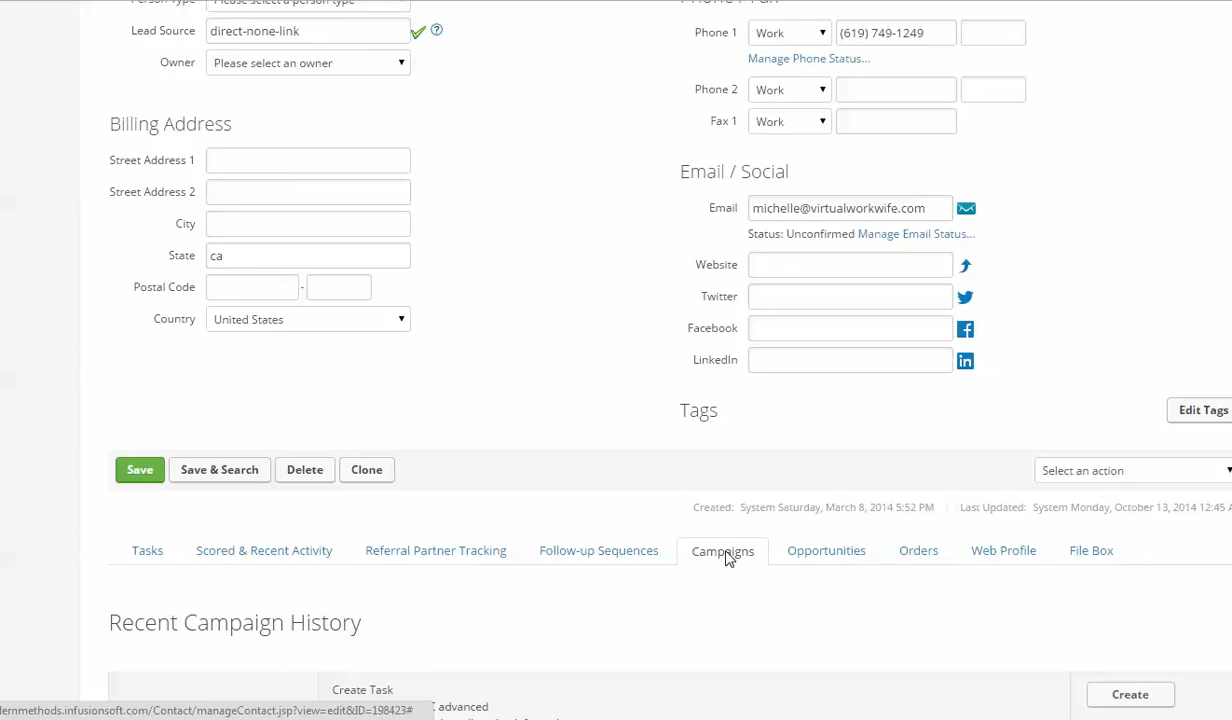 Please select a person type
Lead Source direct-none-link
Owner Please select an owner
Billing Address
Street Address 1
Street Address 2
City
State ca
Postal Code -
Country United States
Phone 1 Work (619) 749-1249
Manage Phone Status...
Phone 2 Work
Fax 1 Work
Email / Social
Email michelle@virtualworkwife.com
Status: Unconfirmed Manage Email Status...
Website
Twitter
Facebook
LinkedIn
Tags Edit Tags
Save Save & Search Delete Clone Select an action
Created: System Saturday, March 8, 2014 5:52 PM Last Updated: System Monday, October 13, 2014 12:45 A
Tasks Scored & Recent Activity Referral Partner Tracking Follow-up Sequences Campaigns Opportunities Orders Web Profile File Box
Recent Campaign History
Create Task Create
C advanced
lernmethods.infusionsoft.com/Contact/manageContact.jsp?view=edit&ID=198423#